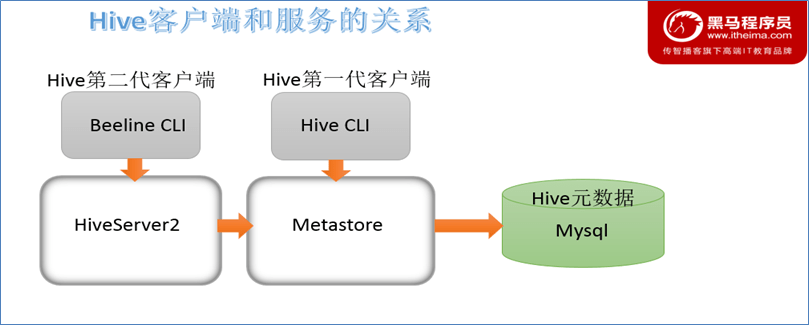 Hive客户端和服务的关系
黑马程序员
www.itheima.com
传智播客旗下高端IT教育品牌
Hive第二代客户端
Hive第一代客户端
Beeline CLI
Hive CLI
HiveServer2
Metastore
Hive元数据
Mysql